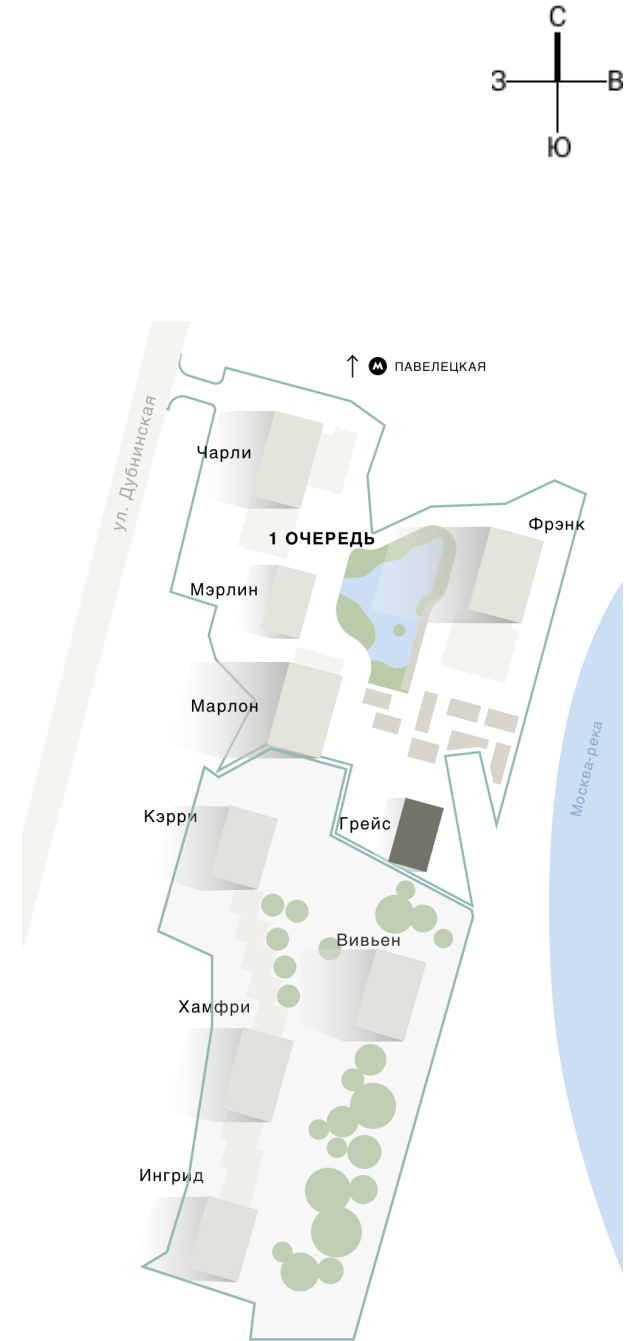 С
З
В
Ю
М
ПАВЕЛЕЦКАЯ
ул. Дубнинская
Чарли
Фрэнк
1 ОЧЕРЕДЬ
Мэрлин
Марлон
Москва-река
Кэрри
Грейс
Вивьен
Хамфри
Ингрид